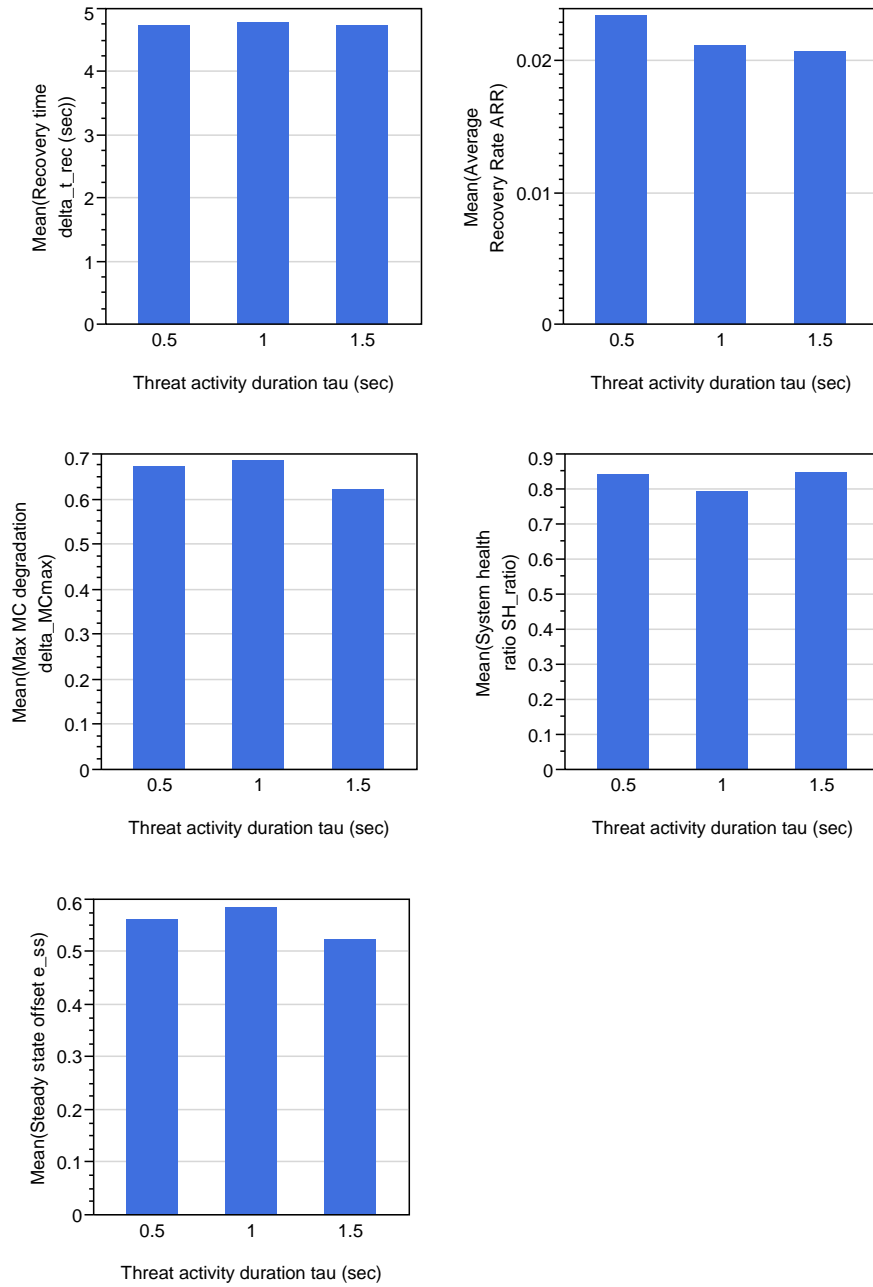 Mean(Recovery time
delta_t_rec (sec))
5
4
3
2
1
0
0.5 1 1.5
Threat activity duration tau (sec)
Mean(Average
Recovery Rate ARR)
0.02
0.01
0
0.5 1 1.5
Threat activity duration tau (sec)
Mean(Max MC degradation
delta_MCmax)
0.7
0.6
0.5
0.4
0.3
0.2
0.1
0
0.5 1 1.5
Threat activity duration tau (sec)
Mean(System health
ratio SH_ratio)
0.9
0.8
0.7
0.6
0.5
0.4
0.3
0.2
0.1
0
0.5 1 1.5
Threat activity duration tau (sec)
Mean(Steady state offset e_ss)
0.6
0.5
0.4
0.3
0.2
0.1
0
0.5 1 1.5
Threat activity duration tau (sec)